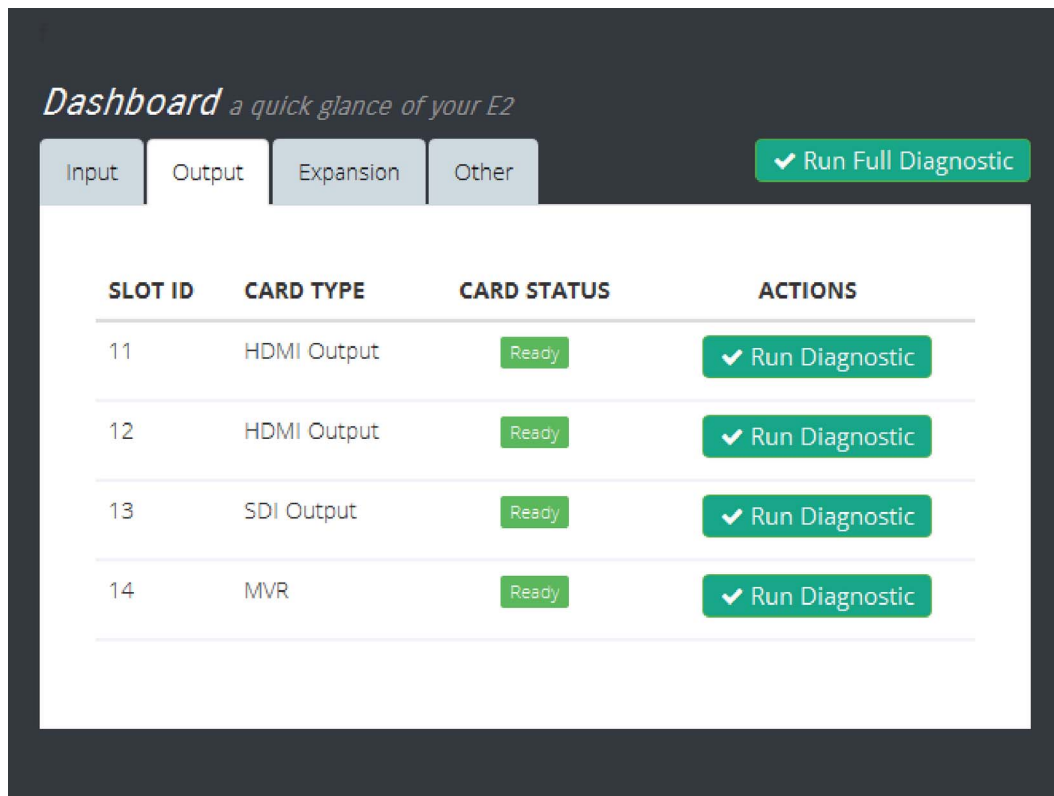 Dashboard a quick glance of your E2
Input Output Expansion Other ✔ Run Full Diagnostic
SLOT ID CARD TYPE CARD STATUS ACTIONS
11 HDMI Output Ready ✔ Run Diagnostic
12 HDMI Output Ready ✔ Run Diagnostic
13 SDI Output Ready ✔ Run Diagnostic
14 MVR Ready ✔ Run Diagnostic